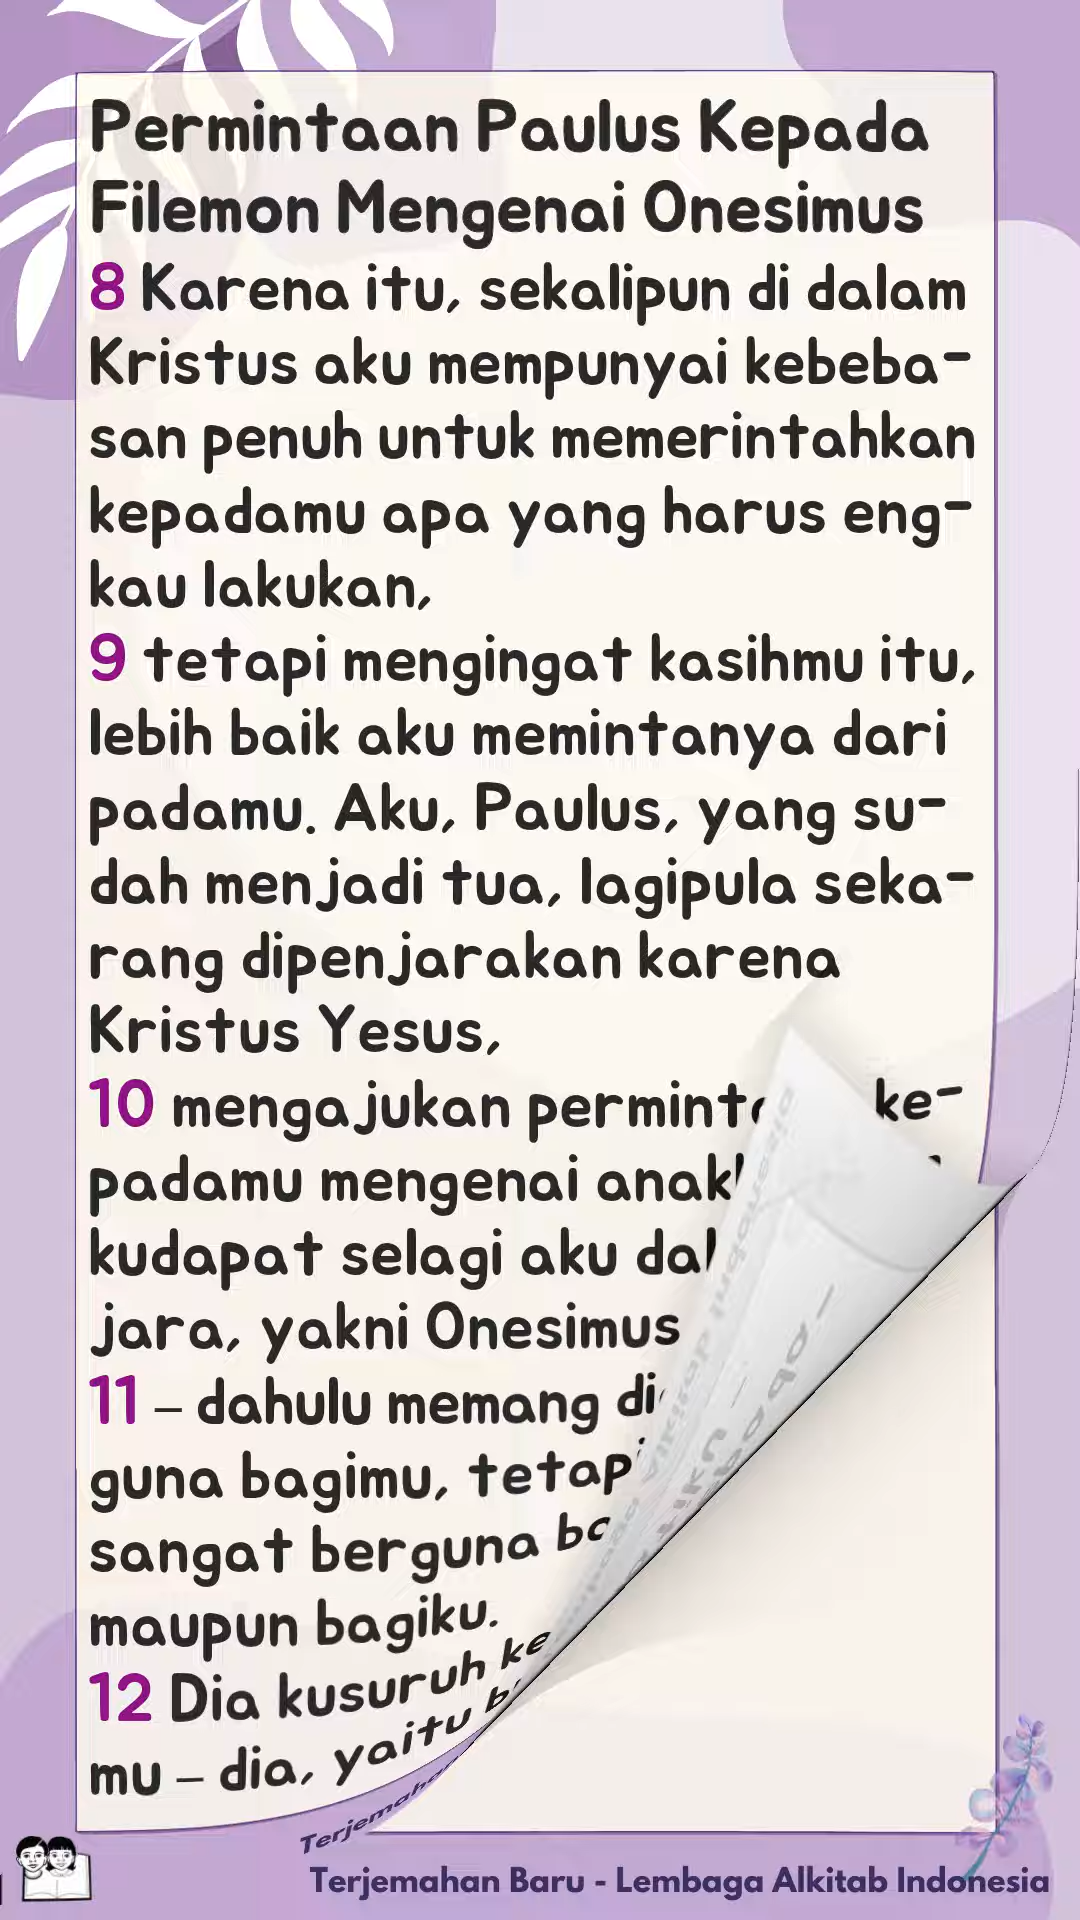 Permintaan Paulus Kepada
Filemon Mengenai Onesimus
8 Karena itu, sekalipun di dalam
Kristus aku mempunyai kebeba-
san penuh untuk memerintahkan
kepadamu apa yang harus eng-
kau lakukan,
9 tetapi mengingat kasihmu itu,
lebih baik aku memintanya dari
padamu. Aku, Paulus, yang su-
dah menjadi tua, lagipula seka-
rang dipenjarakan karena
Kristus Yesus,
10 mengajukan ke-
padamu mengenai
kudapat selagi aku
jara, yakni Onesimus
11 – dahulu memang
guna bagimu,
sangat berguna
maupun bagiku.
12 Dia kusuruh
mu – dia, yaitu
Terjemahan Baru - Lembaga Alkitab Indonesia